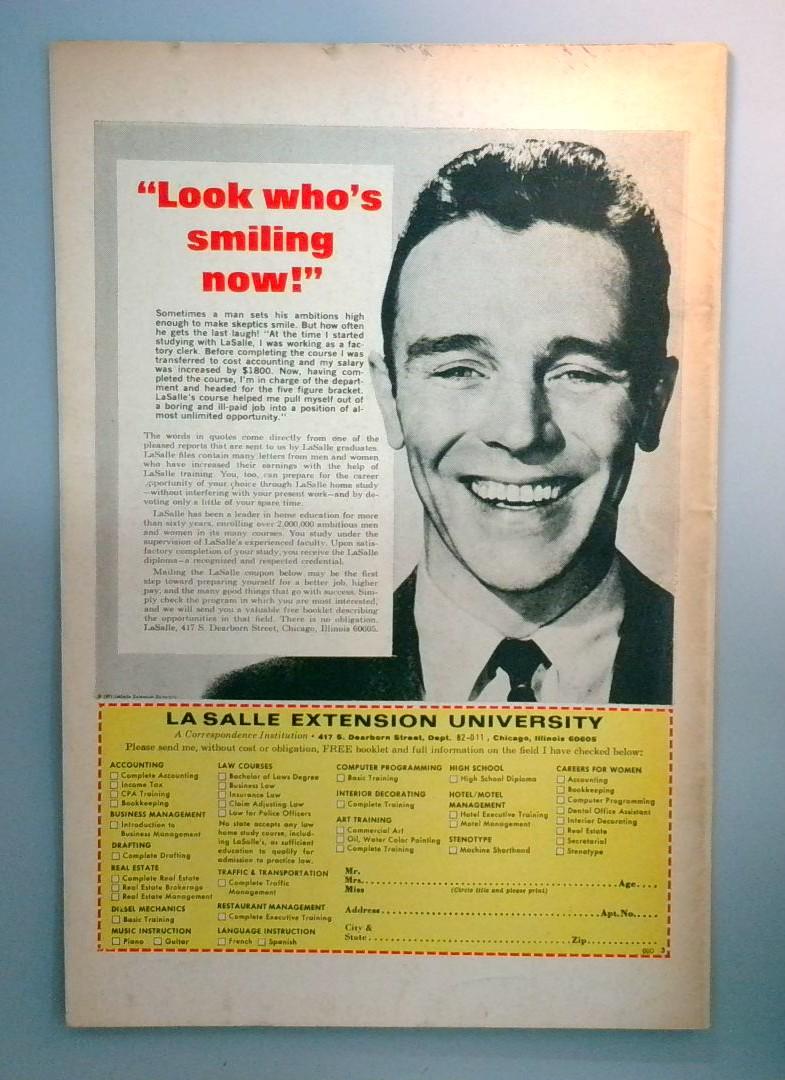 “Look who’s
smiling
now!”
Sometimes a man sets his ambitions high
enough to make skeptics smile. But how often
he gets the last laugh! "At the time I started
studying with LaSalle, I was working as a fac-
tory clerk. Before completing the course I was
transferred to cost accounting and my salary
was increased by $1800. Now, having com-
pleted the course, I'm in charge of the depart-
ment and headed for the five figure bracket.
LaSalle's course helped me pull myself out of
a boring and ill-paid job into a position of al-
most unlimited opportunity."
The words in quotes come directly from one of the
pleased reports that are sent to us by LaSalle graduates.
LaSalle files contain many letters from men and women
who have increased their earnings with the help of
LaSalle training. You, too, can prepare for the career
opportunity of your choice through LaSalle home study
—without interfering with your present work—and by de-
voting only a little of your spare time.
LaSalle has been a leader in home education for more
than sixty years, enrolling over 2,000,000 ambitious men
and women in its many courses. You study under the
supervision of LaSalle's experienced faculty. Upon satis-
factory completion of your study, you receive the LaSalle
diploma—a recognized and respected credential.
Mailing the LaSalle coupon below may be the first
step toward preparing yourself for a better job, higher
pay, and the many good things that go with success. Sim-
ply check the program in which you are most interested,
and we will send you a valuable free booklet describing
the opportunities in that field. There is no obligation.
LaSalle, 417 S. Dearborn Street, Chicago, Illinois 60605.
LaSalle Extension University
LA SALLE EXTENSION UNIVERSITY
A Correspondence Institution • 417 S. Dearborn Street, Dept. 82-011, Chicago, Illinois 60605
Please send me, without cost or obligation, FREE booklet and full information on the field I have checked below:
ACCOUNTING
Complete Accounting
Income Tax
CPA Training
Bookkeeping
BUSINESS MANAGEMENT
Introduction to
Business Management
DRAFTING
Complete Drafting
REAL ESTATE
Complete Real Estate
Real Estate Brokerage
Real Estate Management
DIESEL MECHANICS
Basic Training
MUSIC INSTRUCTION
Piano Guitar
LAW COURSES
Bachelor of Laws Degree
Business Law
Insurance Law
Claim Adjusting Law
Law for Police Officers
No state accepts any law
home study course, includ-
ing LaSalle's, as sufficient
education to qualify for
admission to practice law.
TRAFFIC & TRANSPORTATION
Complete Traffic
Management
RESTAURANT MANAGEMENT
Complete Executive Training
LANGUAGE INSTRUCTION
French Spanish
COMPUTER PROGRAMMING
Basic Training
INTERIOR DECORATING
Complete Training
ART TRAINING
Commercial Art
Oil, Water Color Painting
Complete Training
HIGH SCHOOL
High School Diploma
HOTEL/MOTEL
MANAGEMENT
Hotel Executive Training
Motel Management
STENOTYPE
Machine Shorthand
CAREERS FOR WOMEN
Accounting
Bookkeeping
Computer Programming
Dental Office Assistant
Interior Decorating
Real Estate
Secretarial
Stenotype
Mr.
Mrs. Age
Miss (Circle title and please print)
Address Apt. No.
City &
State Zip
3